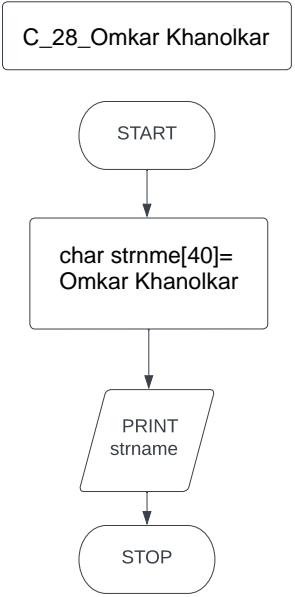 C_28_Omkar Khanolkar
START
char strnme[40]=
Omkar Khanolkar
PRINT
strname
STOP